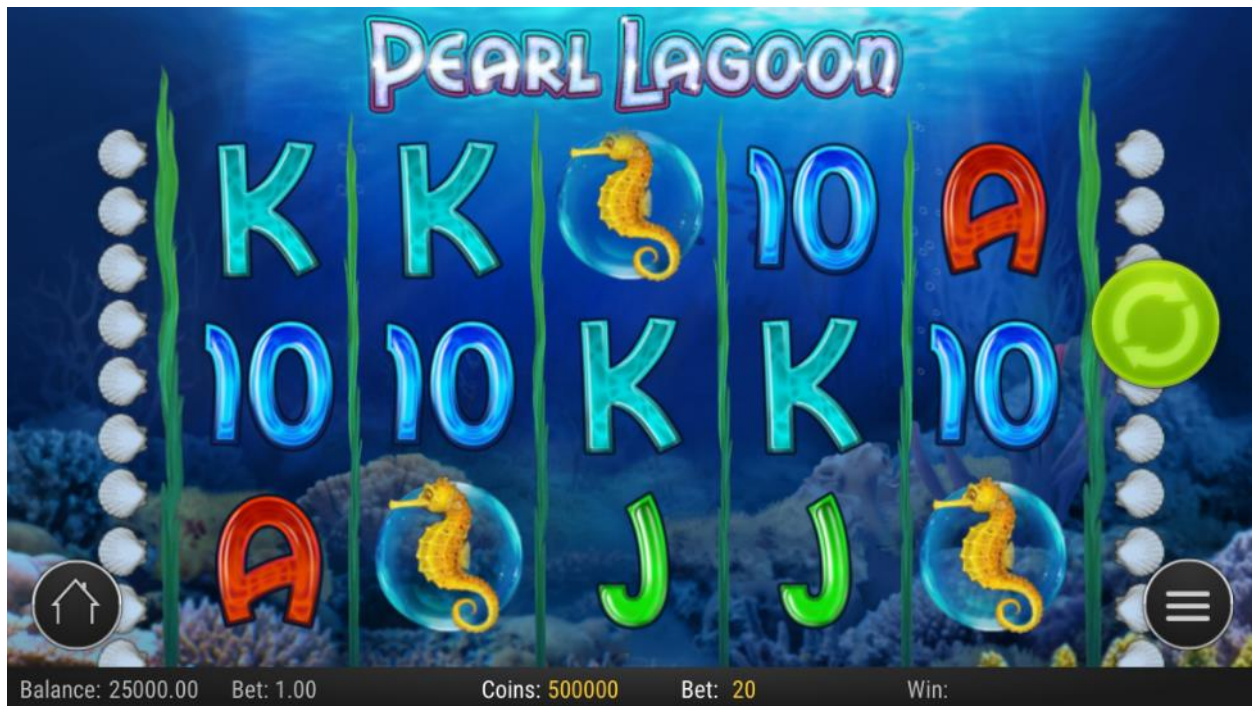 PEARL LAGOON
K K 10 A
10 10 K K 10
A J J
Balance: 25000.00 Bet: 1.00 Coins: 500000 Bet: 20 Win: